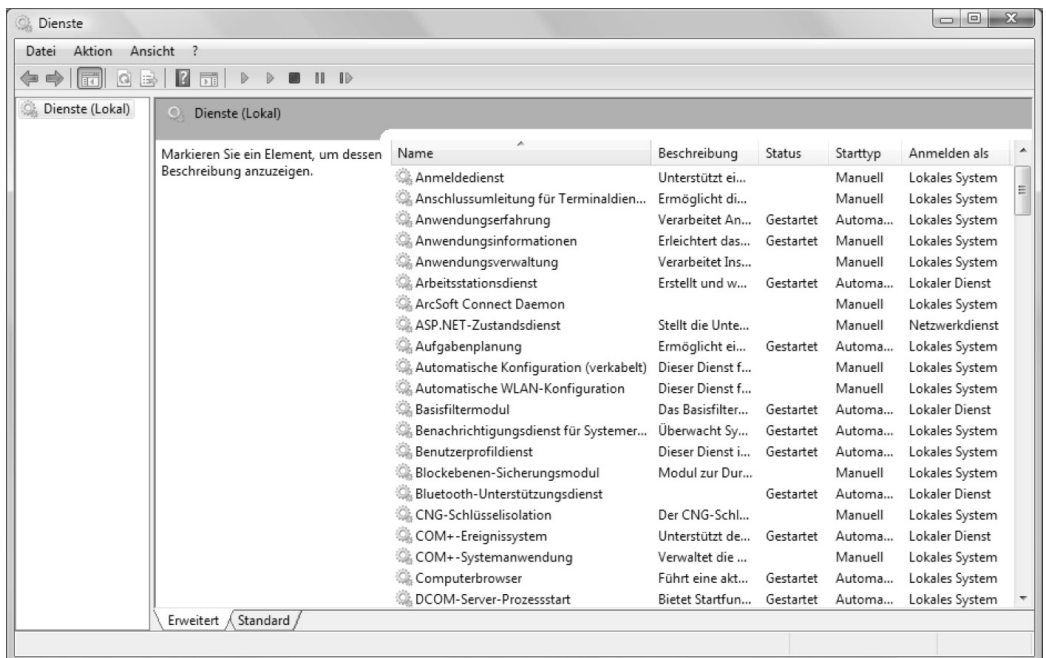 Dienste
Datei Aktion Ansicht ?
Dienste (Lokal)
Dienste (Lokal)
Markieren Sie ein Element, um dessen
Beschreibung anzuzeigen.
Name Beschreibung Status Starttyp Anmelden als
Anmeldedienst Unterstützt ei... Manuell Lokales System
Anschlussumleitung für Terminaldien... Ermöglicht di... Manuell Lokales System
Anwendungserfahrung Verarbeitet An... Gestartet Automa... Lokales System
Anwendungsinformationen Erleichtert das... Gestartet Manuell Lokales System
Anwendungsverwaltung Verarbeitet Ins... Manuell Lokales System
Arbeitsstationsdienst Erstellt und w... Gestartet Automa... Lokaler Dienst
ArcSoft Connect Daemon Manuell Lokales System
ASP.NET-Zustandsdienst Stellt die Unte... Manuell Netzwerkdienst
Aufgabenplanung Ermöglicht ei... Gestartet Automa... Lokales System
Automatische Konfiguration (verkabelt) Dieser Dienst f... Manuell Lokales System
Automatische WLAN-Konfiguration Dieser Dienst f... Manuell Lokales System
Basisfiltermodul Das Basisfilter... Gestartet Automa... Lokaler Dienst
Benachrichtigungsdienst für Systemer... Überwacht Sy... Gestartet Automa... Lokales System
Benutzerprofildienst Dieser Dienst i... Gestartet Automa... Lokales System
Blockebenen-Sicherungsmodul Modul zur Dur... Manuell Lokales System
Bluetooth-Unterstützungsdienst Gestartet Automa... Lokaler Dienst
CNG-Schlüsselisolation Der CNG-Schl... Manuell Lokales System
COM+-Ereignissystem Unterstützt de... Gestartet Automa... Lokaler Dienst
COM+-Systemanwendung Verwaltet die ... Manuell Lokales System
Computerbrowser Führt eine akt... Gestartet Automa... Lokales System
DCOM-Server-Prozessstart Bietet Startfun... Gestartet Automa... Lokales System
Erweitert Standard